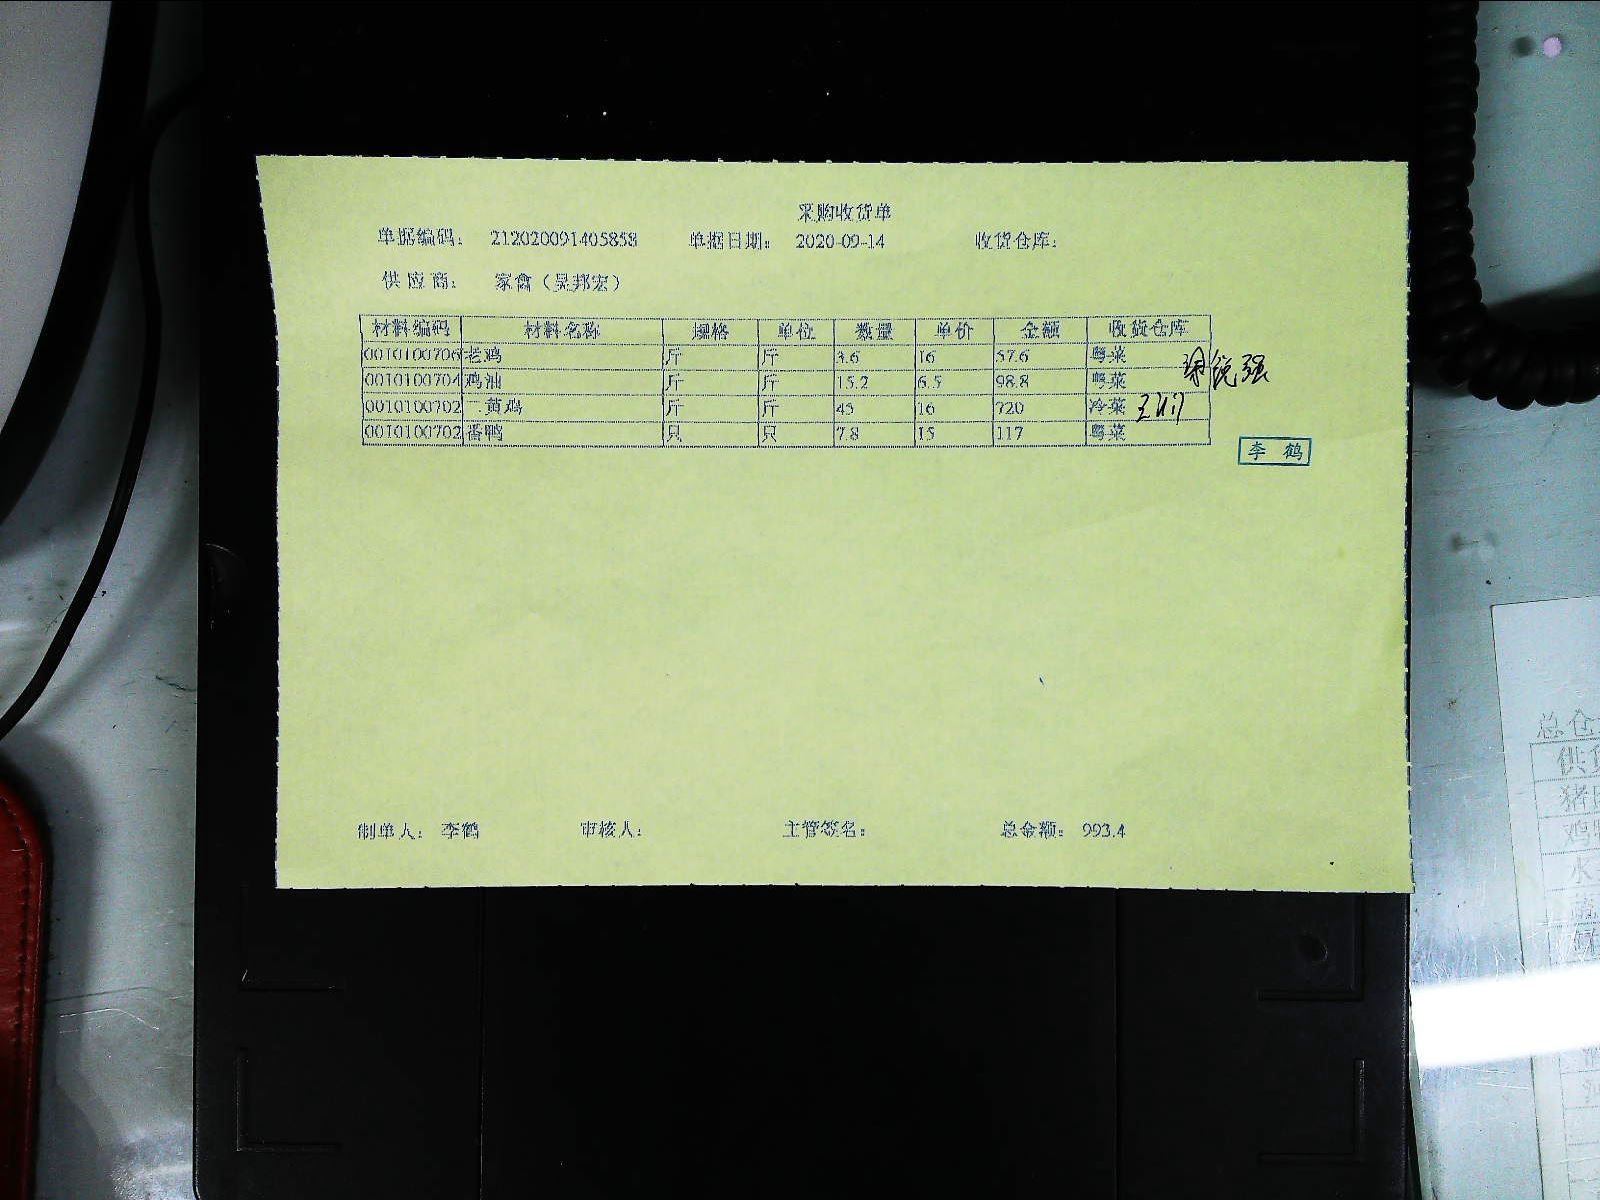 采购收货单
单据编码： 212020091405858 单据日期： 2020-09-14 收货仓库：
供应商： 家禽（吴邦宏）
材料编码 材料名称 规格 单位 数量 单价 金额 收货仓库
0010100706 老鸡 斤 斤 3.6 16 57.6 粤菜
0010100704 鸡油 斤 斤 15.2 6.5 98.8 粤菜
0010100702 二黄鸡 斤 斤 45 16 720 冷菜
0010100702 番鸭 只 只 7.8 15 117 粤菜
李鹤
制单人： 李鹤 审核人： 主管签名： 总金额： 993.4
总仓